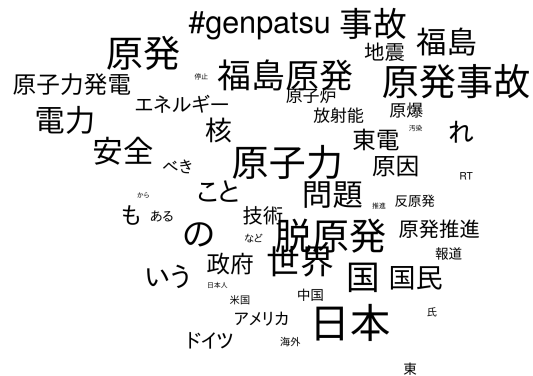 #genpatsu 事故
原発 地震 福島
停止 福島原発 原発事故
原子力発電 原子炉
エネルギー 放射能 原爆
電力 核 東電 汚染 れ
安全 べき 原子力 原因 RT
から こと 問題 推進 反原発
も ある 技術
の など 脱原発 原発推進
いう 政府 世界 国 国民 報道
日本人 米国 中国
アメリカ 日本 氏
ドイツ 海外
東